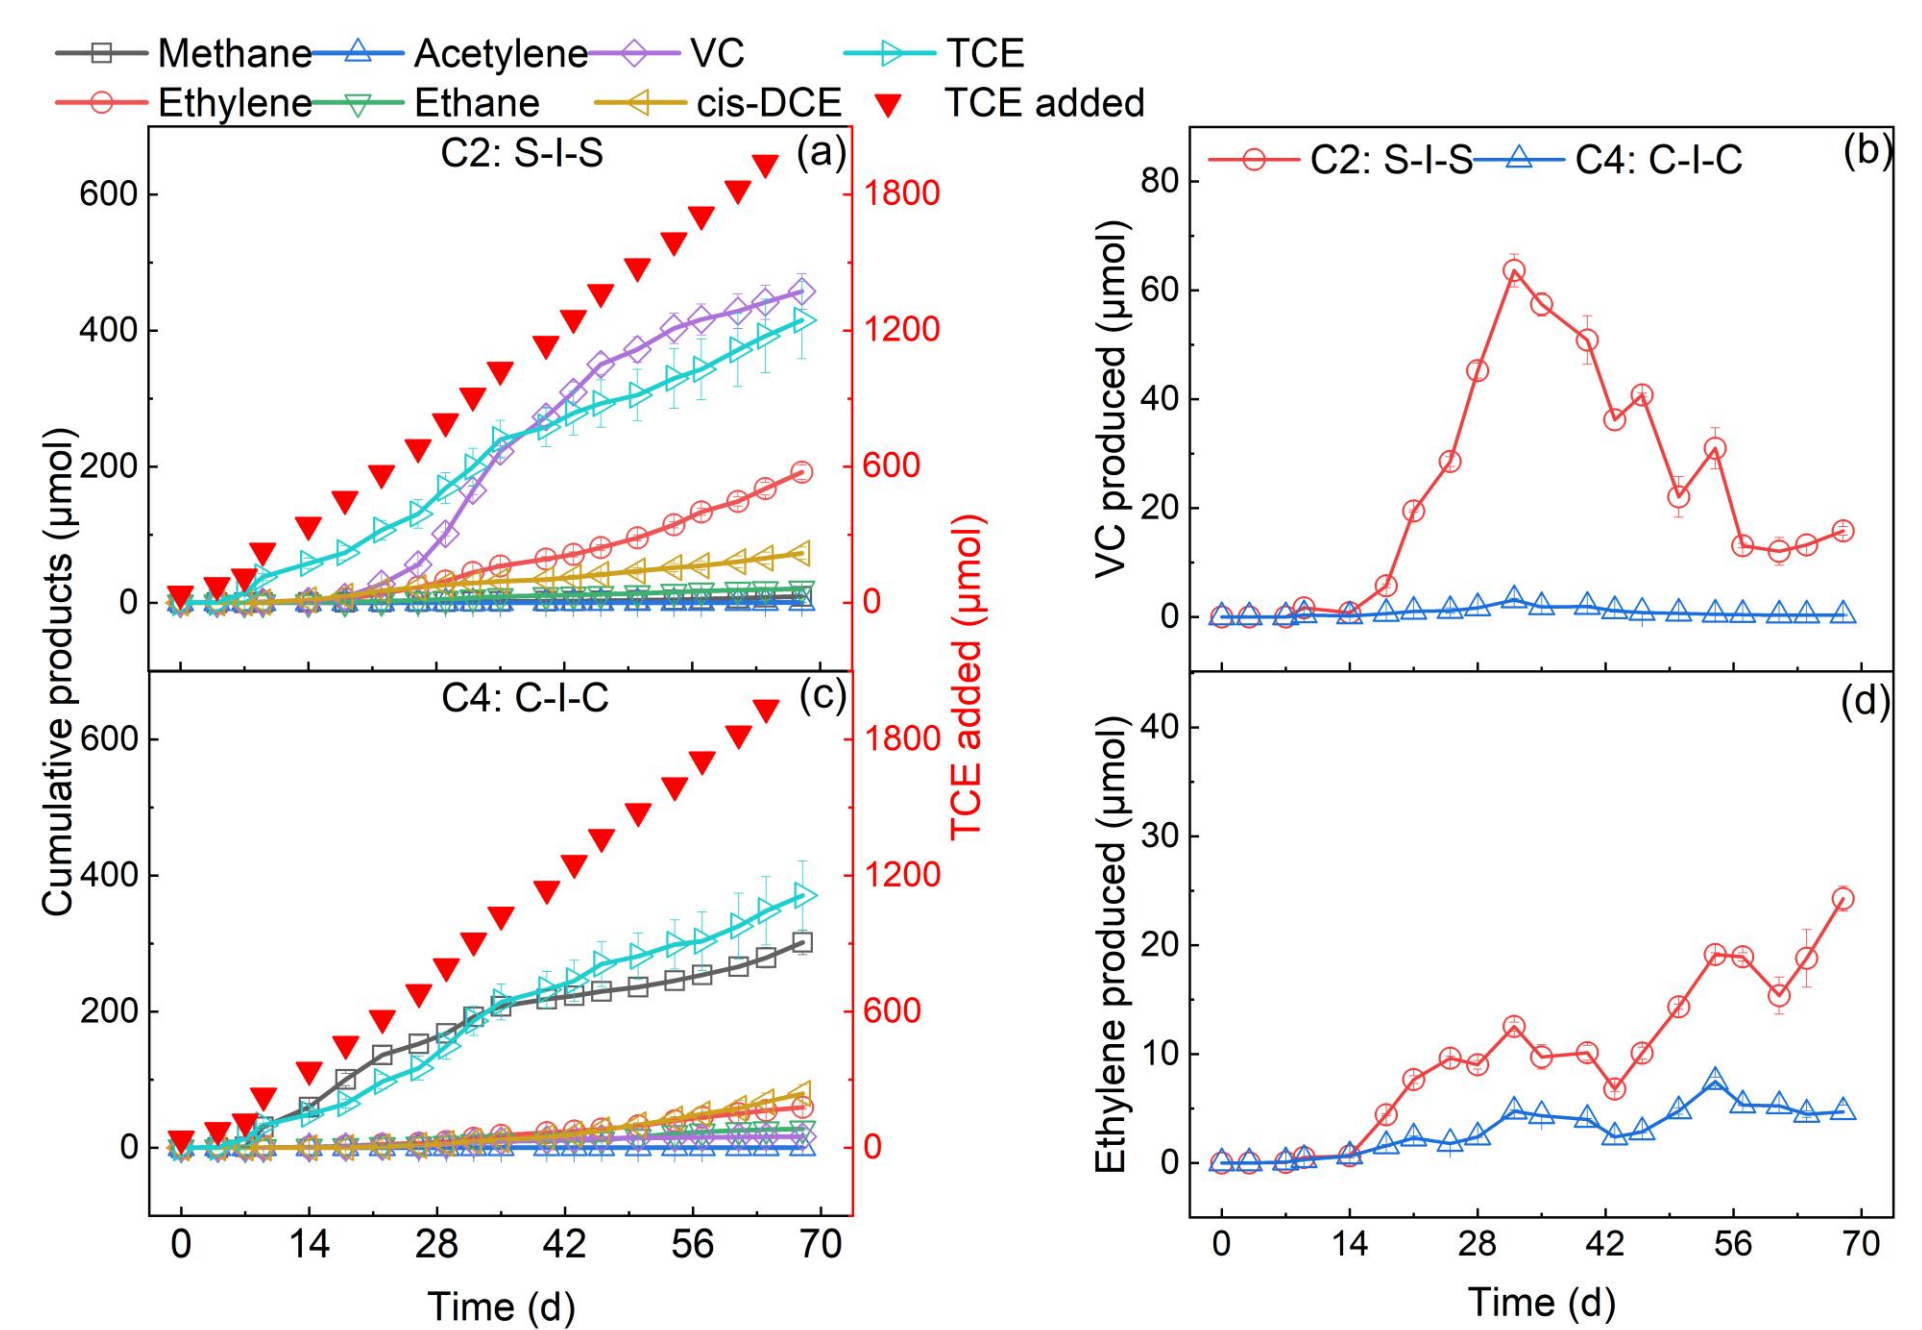 Methane Acetylene VC TCE
Ethylene Ethane cis-DCE TCE added
C2: S-I-S (a)
600
400
200
0
1800
1200
600
0
Cumulative products (μmol)
TCE added (μmol)
C4: C-I-C (c)
600
400
200
0
1800
1200
600
0
0 14 28 42 56 70
Time (d)
C2: S-I-S C4: C-I-C (b)
80
60
40
20
0
VC produced (μmol)
(d)
40
30
20
10
0
Ethylene produced (μmol)
0 14 28 42 56 70
Time (d)